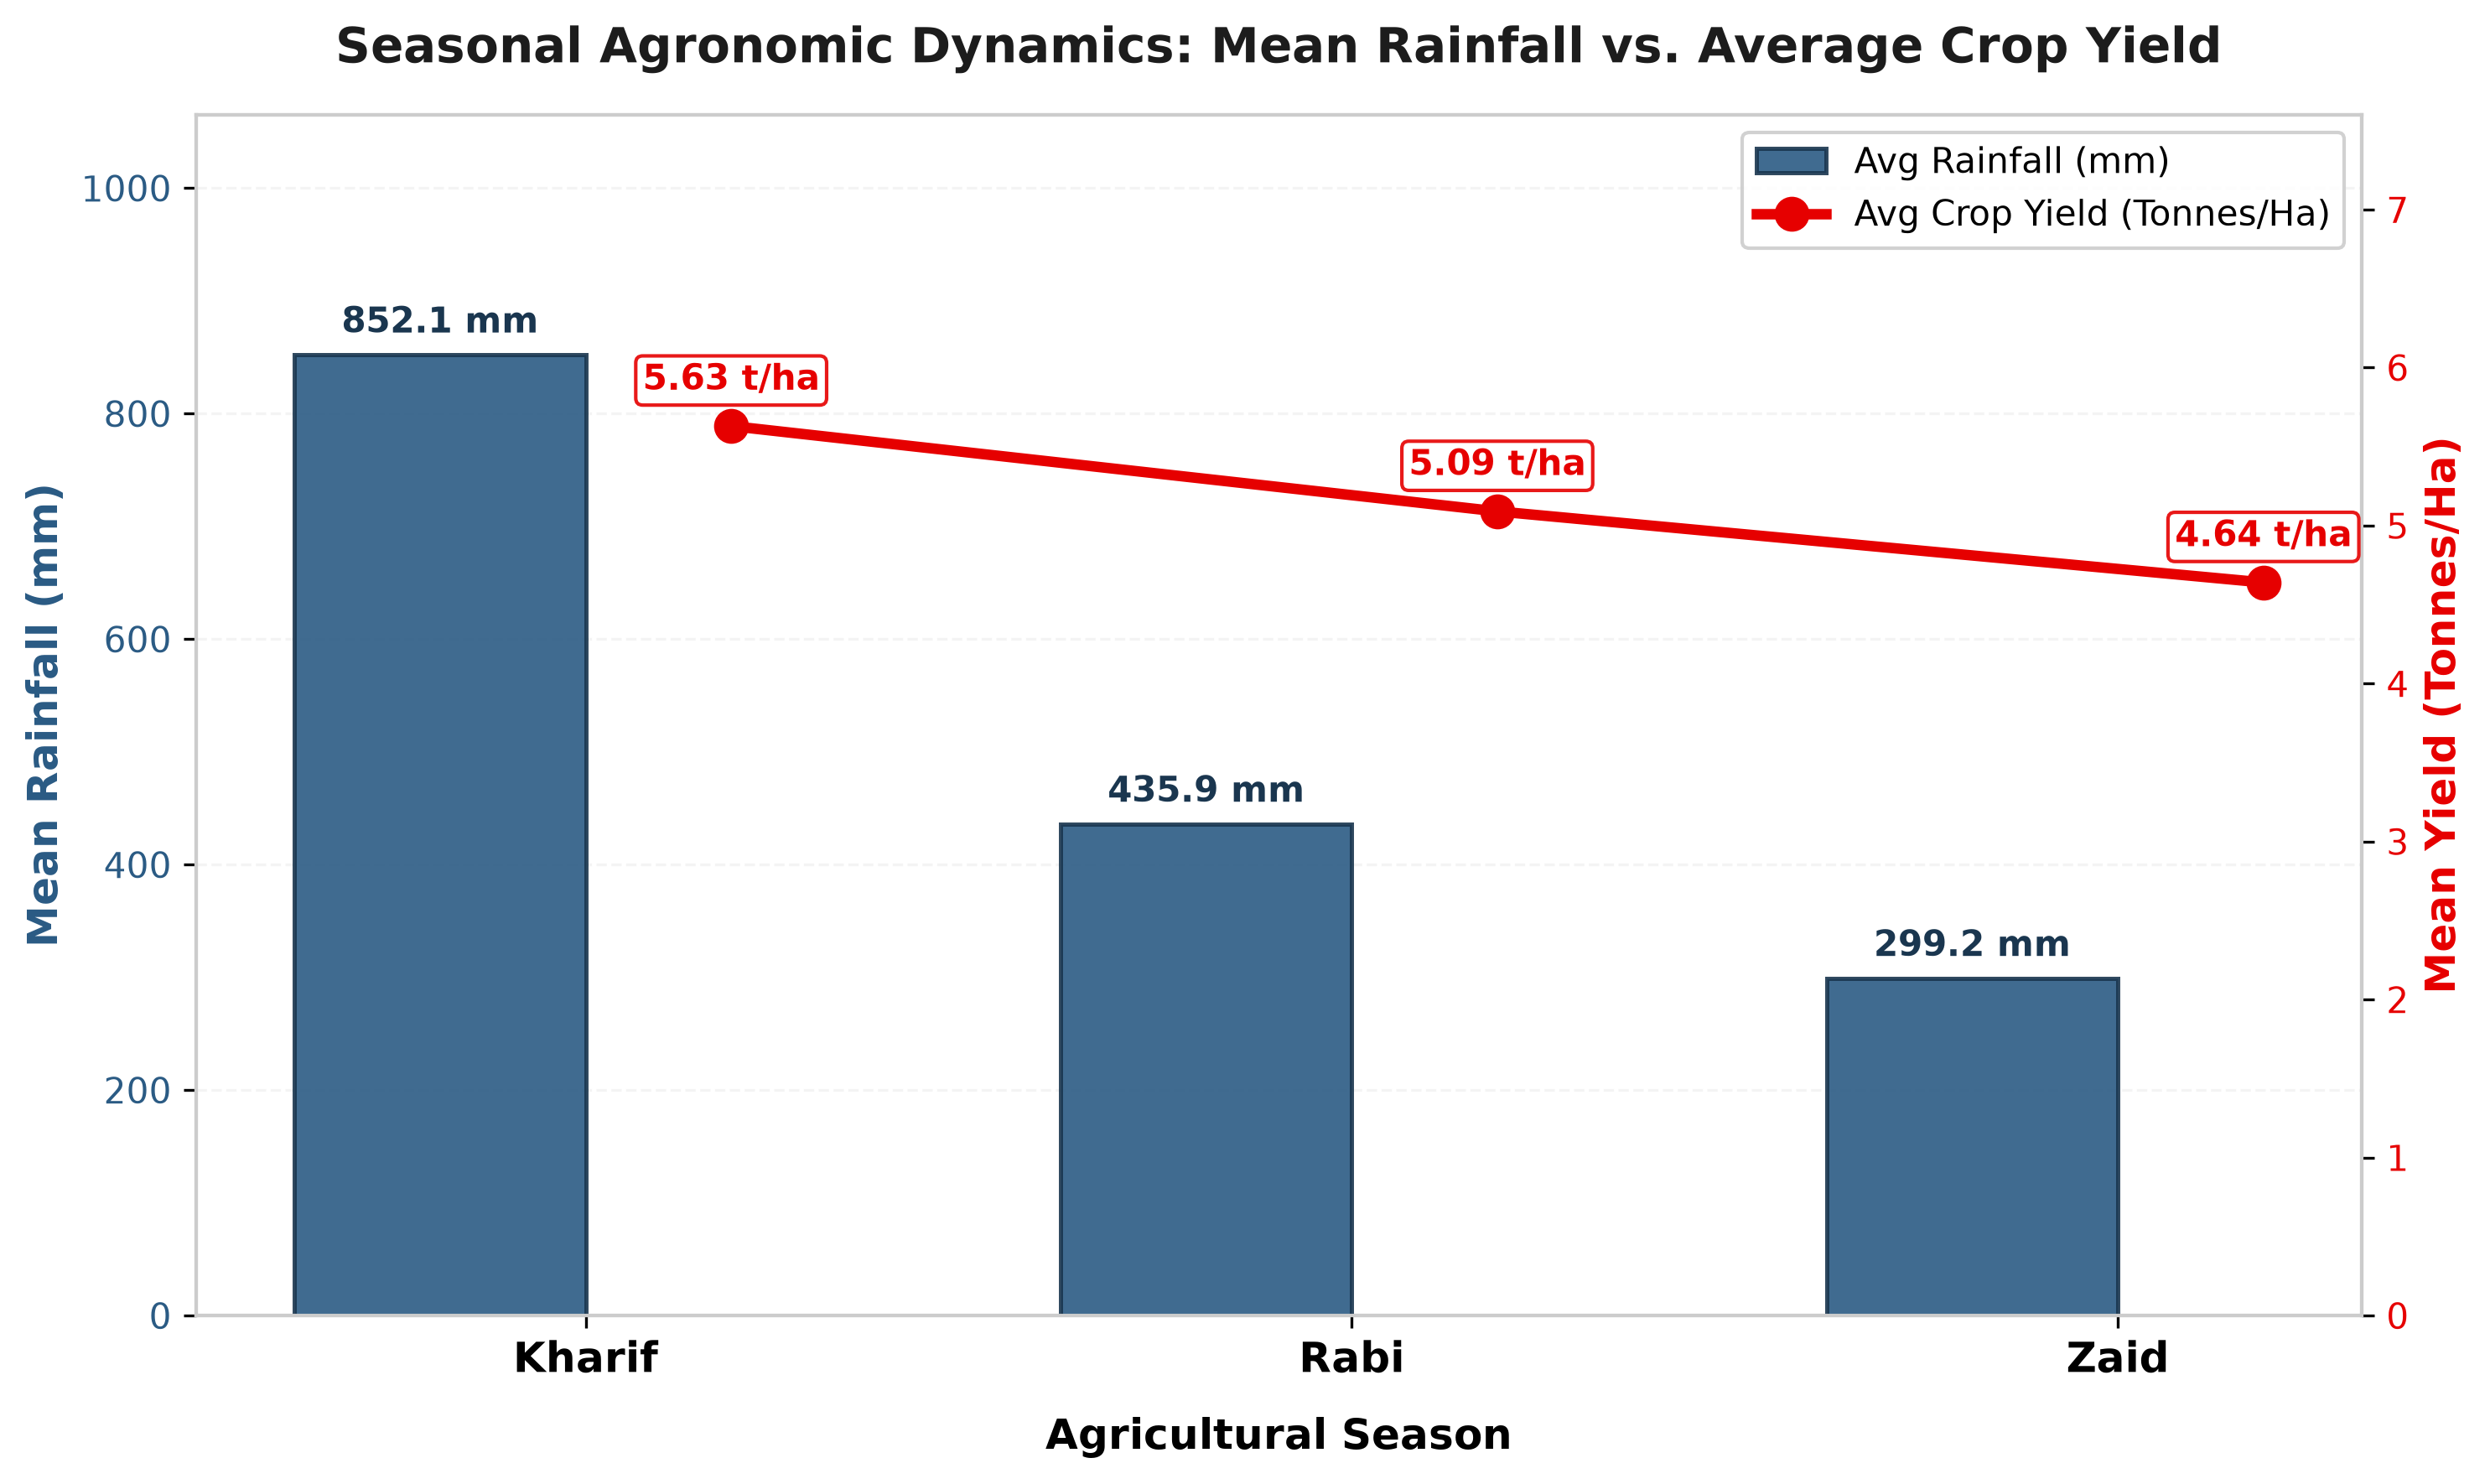 Seasonal Agronomic Dynamics: Mean Rainfall vs. Average Crop Yield
Avg Rainfall (mm)
Avg Crop Yield (Tonnes/Ha)
Mean Rainfall (mm)
1000
800
600
400
200
0
852.1 mm
435.9 mm
299.2 mm
5.63 t/ha
5.09 t/ha
4.64 t/ha
7
6
5
4
3
2
1
0
Mean Yield (Tonnes/Ha)
Kharif
Rabi
Zaid
Agricultural Season